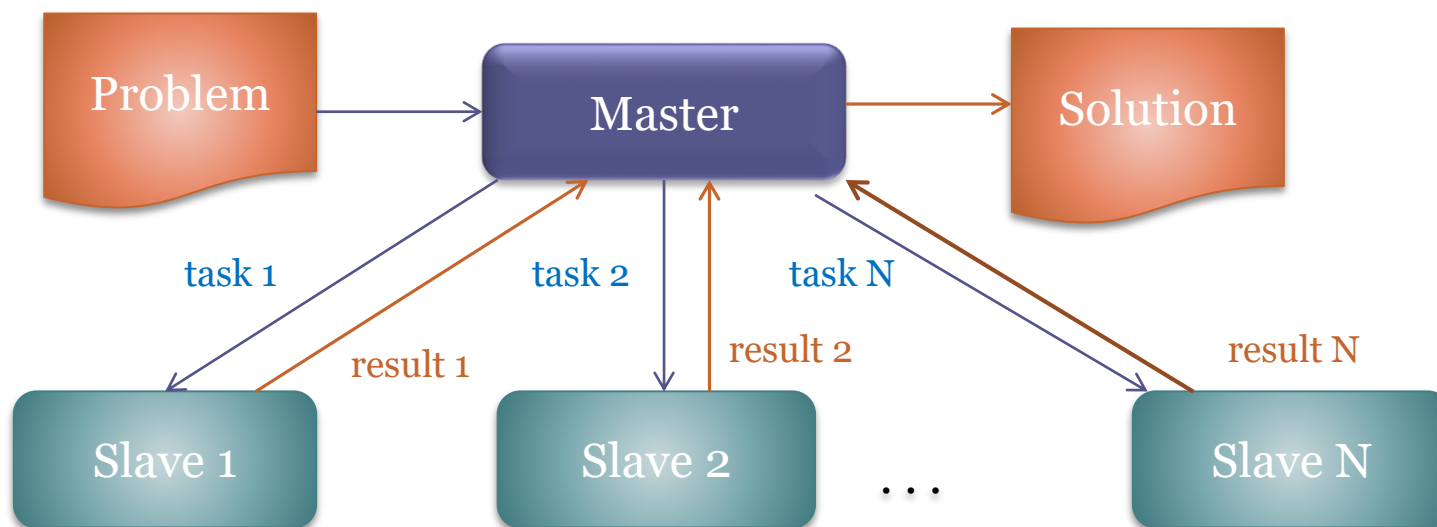 Problem
Master
Solution
task 1
task 2
task N
result 1
result 2
result N
Slave 1
Slave 2
. . .
Slave N